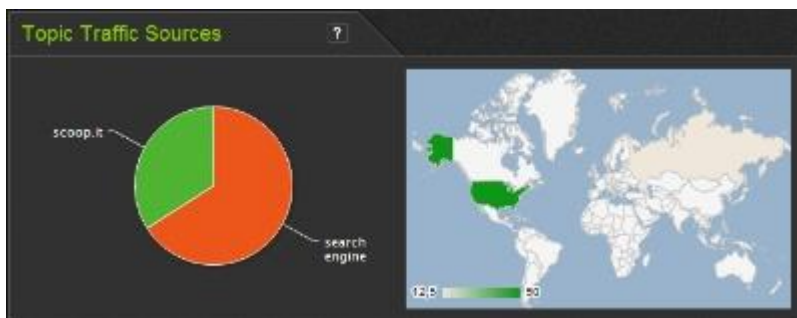 Topic Traffic Sources ?
scoop.it
search
engine
12,5 50